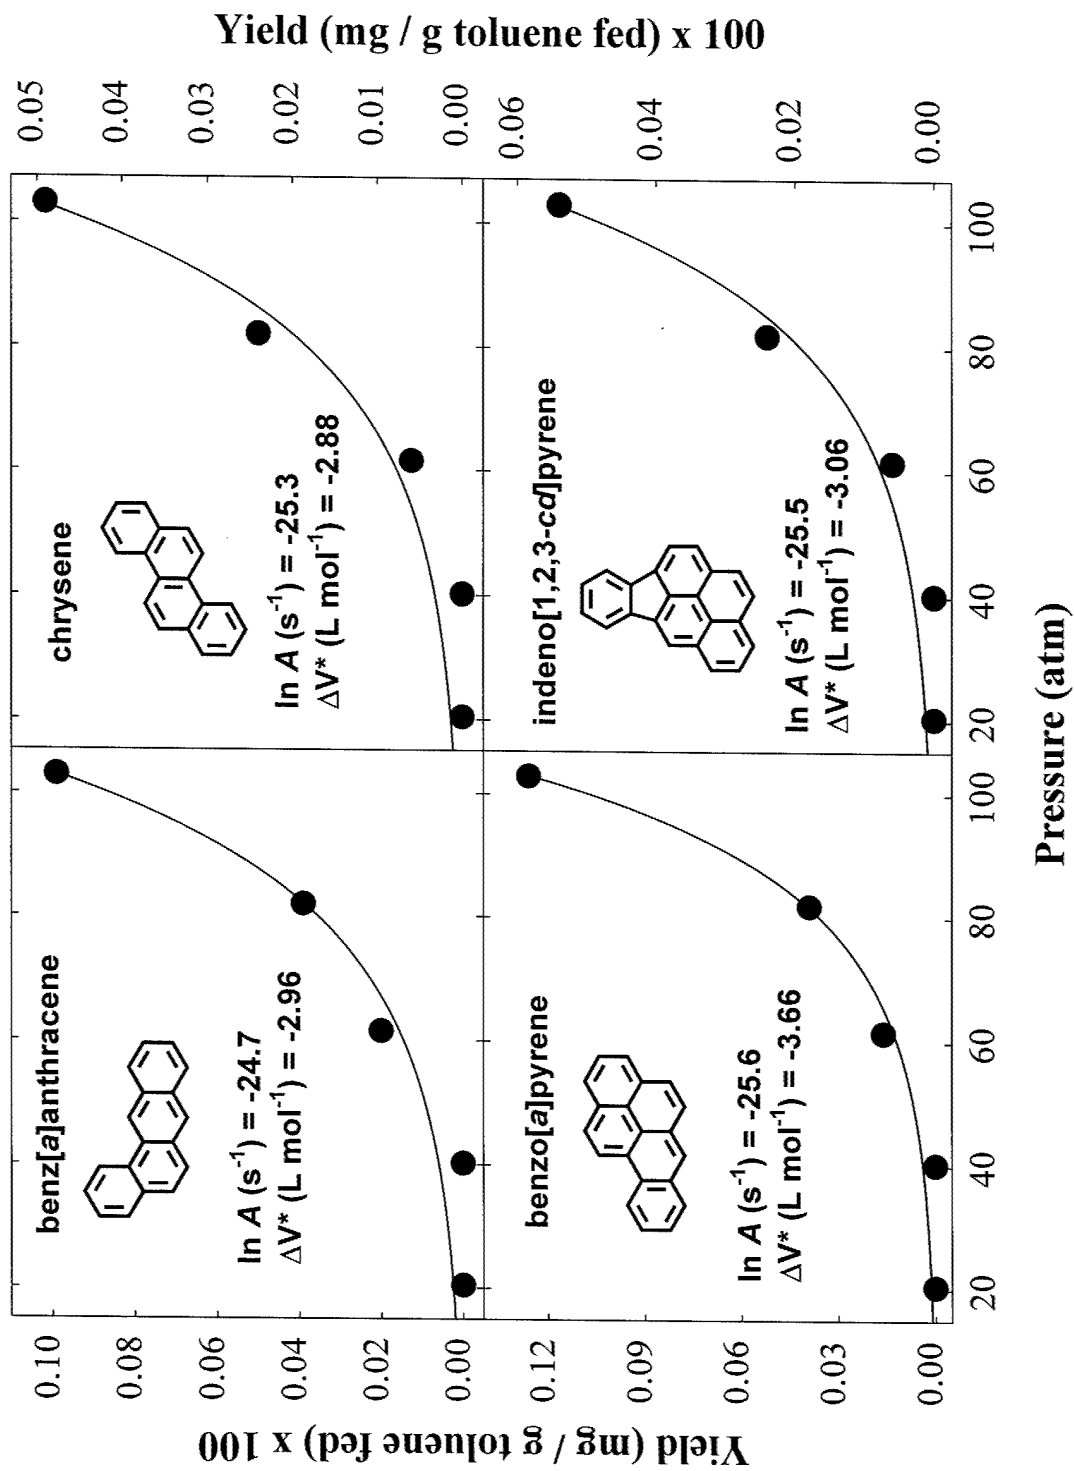 Yield (mg / g toluene fed) x 100
0.10
0.08
0.06
0.04
0.02
0.00
benz[a]anthracene
ln A (s⁻¹) = -24.7
ΔV* (L mol⁻¹) = -2.96
chrysene
ln A (s⁻¹) = -25.3
ΔV* (L mol⁻¹) = -2.88
0.05
0.04
0.03
0.02
0.01
0.00
Yield (mg / g toluene fed) x 100
0.12
0.09
0.06
0.03
0.00
benzo[a]pyrene
ln A (s⁻¹) = -25.6
ΔV* (L mol⁻¹) = -3.66
indeno[1,2,3-cd]pyrene
ln A (s⁻¹) = -25.5
ΔV* (L mol⁻¹) = -3.06
0.06
0.04
0.02
0.00
20 40 60 80 100 20 40 60 80 100
Pressure (atm)